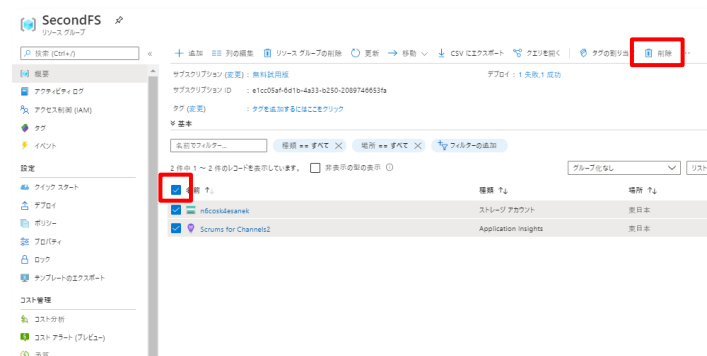 SecondFS
リソース グループ
検索 (Ctrl+/)
«
追加 列の編集 リソース グループの削除 更新 移動 CSV にエクスポート クエリを開く タグの割り当 削除 ...
概要
アクティビティ ログ
アクセス制御 (IAM)
タグ
イベント
設定
クイック スタート
デプロイ
ポリシー
プロパティ
ロック
テンプレートのエクスポート
コスト管理
コスト分析
コスト アラート (プレビュー)
予算
サブスクリプション (変更) : 無料試用版
デプロイ : 1 失敗,1 成功
サブスクリプション ID : e1cc05af-6d1b-4a33-b250-2089746653fa
タグ (変更) : タグを追加するにはここをクリック
基本
名前でフィルター...
種類 == すべて ×
場所 == すべて ×
フィルターの追加
2 件中 1 ~ 2 件のレコードを表示しています。
非表示の型の表示
グループ化なし
リスト
名前 ↑↓ 種類 ↑↓ 場所 ↑↓
n6cosk4esanek ストレージ アカウント 東日本
Scrums for Channels2 Application Insights 東日本